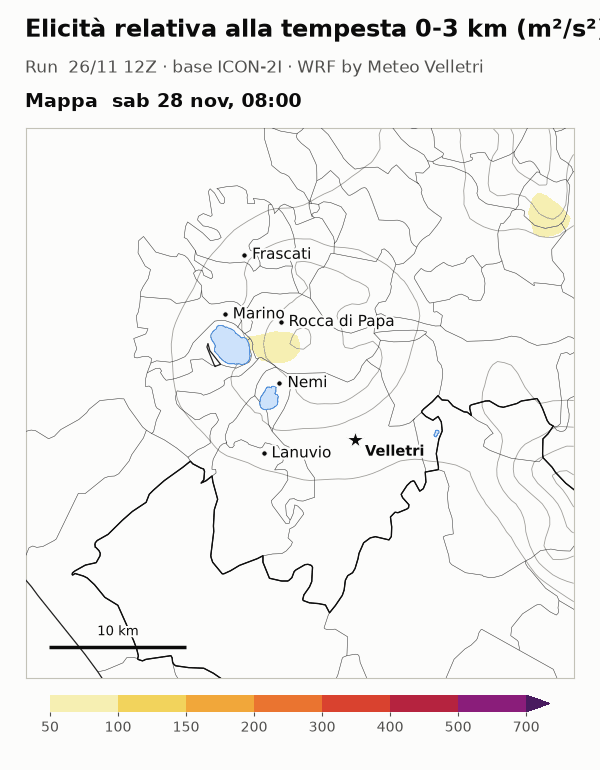 Elicità relativa alla tempesta 0-3 km (m²/s²)
Run  26/11 12Z · base ICON-2I · WRF by Meteo Velletri
Mappa  sab 28 nov, 08:00
Frascati
Marino
Rocca di Papa
Nemi
Velletri
Lanuvio
10 km
50 100 150 200 300 400 500 700